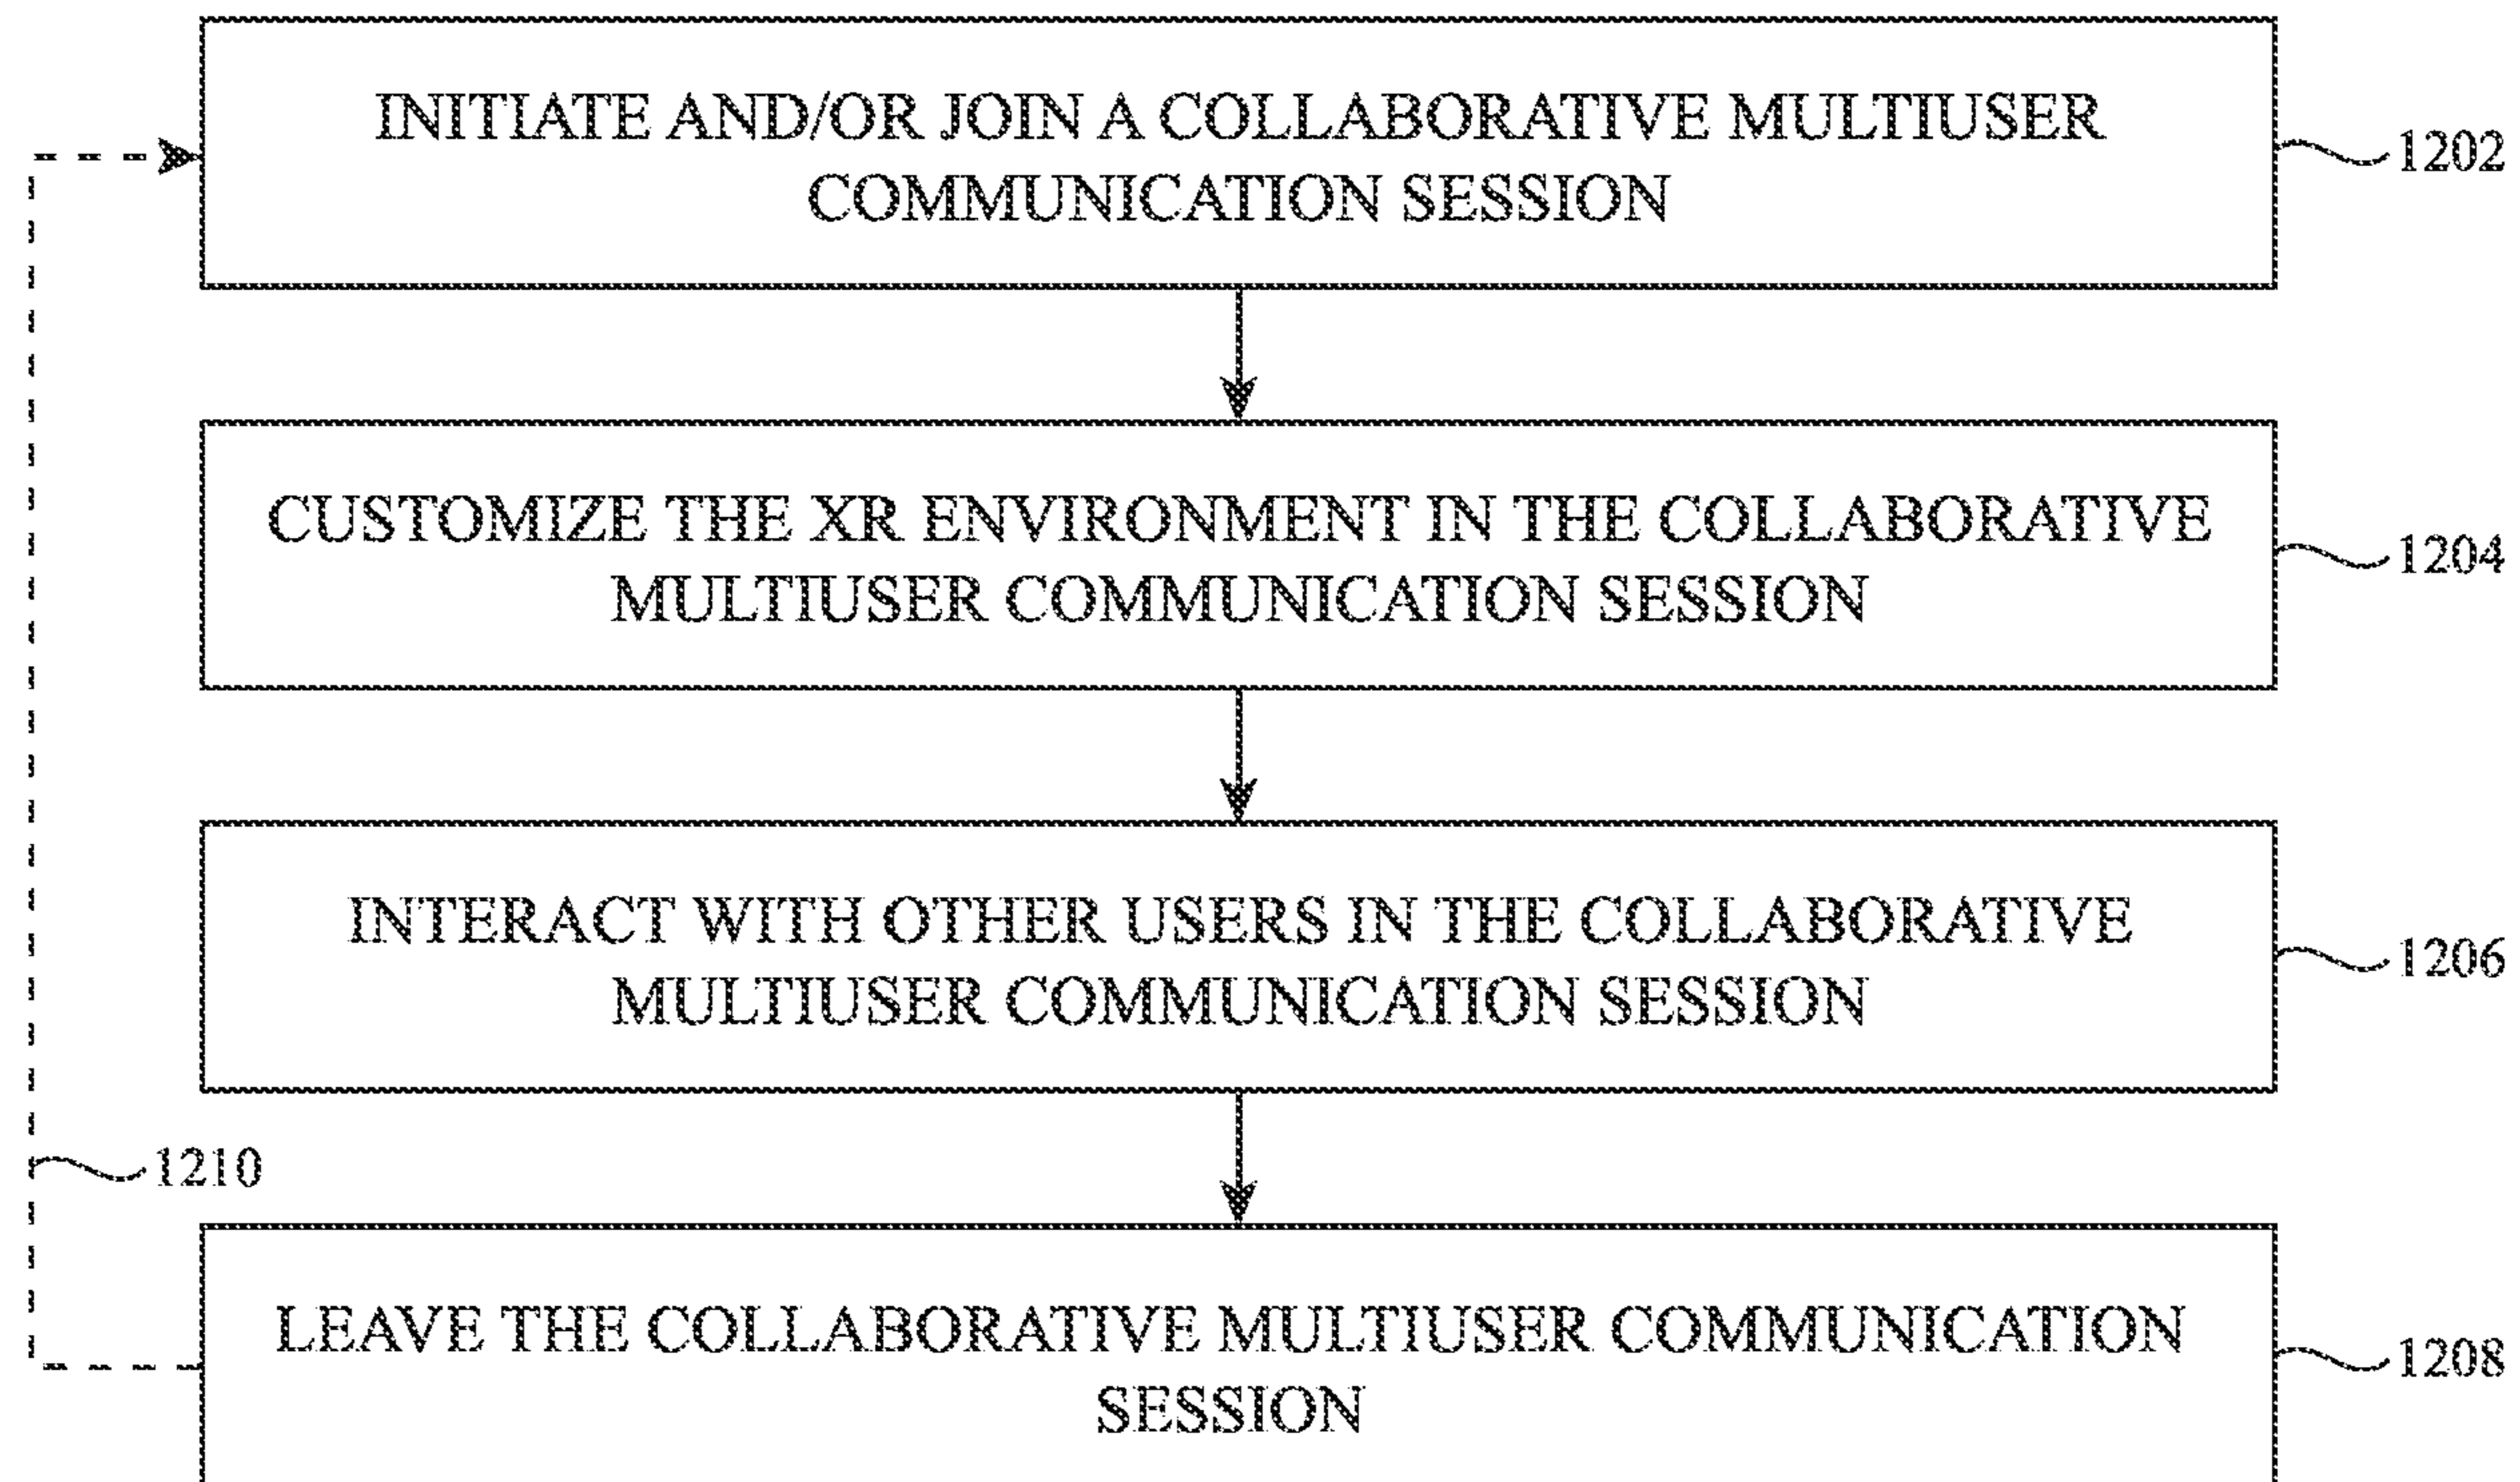 INITIATE AND/OR JOIN A COLLABORATIVE MULTIUSER
COMMUNICATION SESSION
1202
CUSTOMIZE THE XR ENVIRONMENT IN THE COLLABORATIVE
MULTIUSER COMMUNICATION SESSION
1204
INTERACT WITH OTHER USERS IN THE COLLABORATIVE
MULTIUSER COMMUNICATION SESSION
1206
1210
LEAVE THE COLLABORATIVE MULTIUSER COMMUNICATION
SESSION
1208